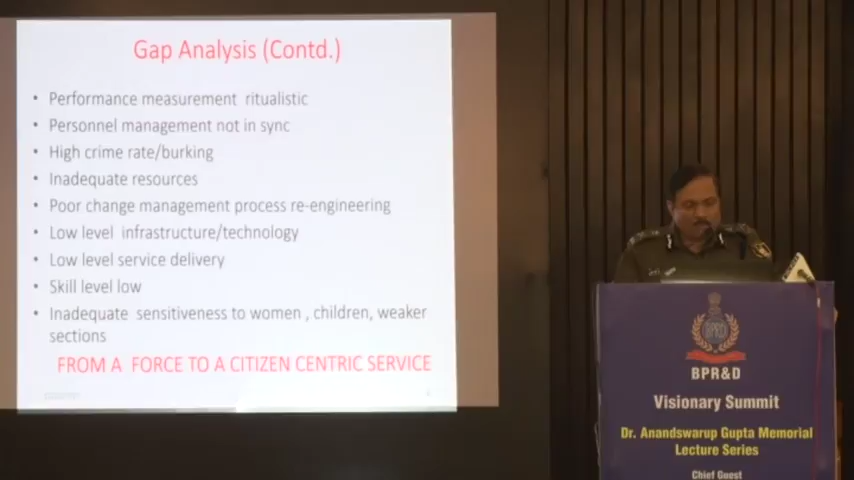 Gap Analysis (Contd.)
• Performance measurement ritualistic
• Personnel management not in sync
• High crime rate/burking
• Inadequate resources
• Poor change management process re-engineering
• Low level infrastructure/technology
• Low level service delivery
• Skill level low
• Inadequate sensitiveness to women , children, weaker
sections
FROM A FORCE TO A CITIZEN CENTRIC SERVICE
BPR&D
Visionary Summit
Dr. Anandswarup Gupta Memorial
Lecture Series
Chief Guest